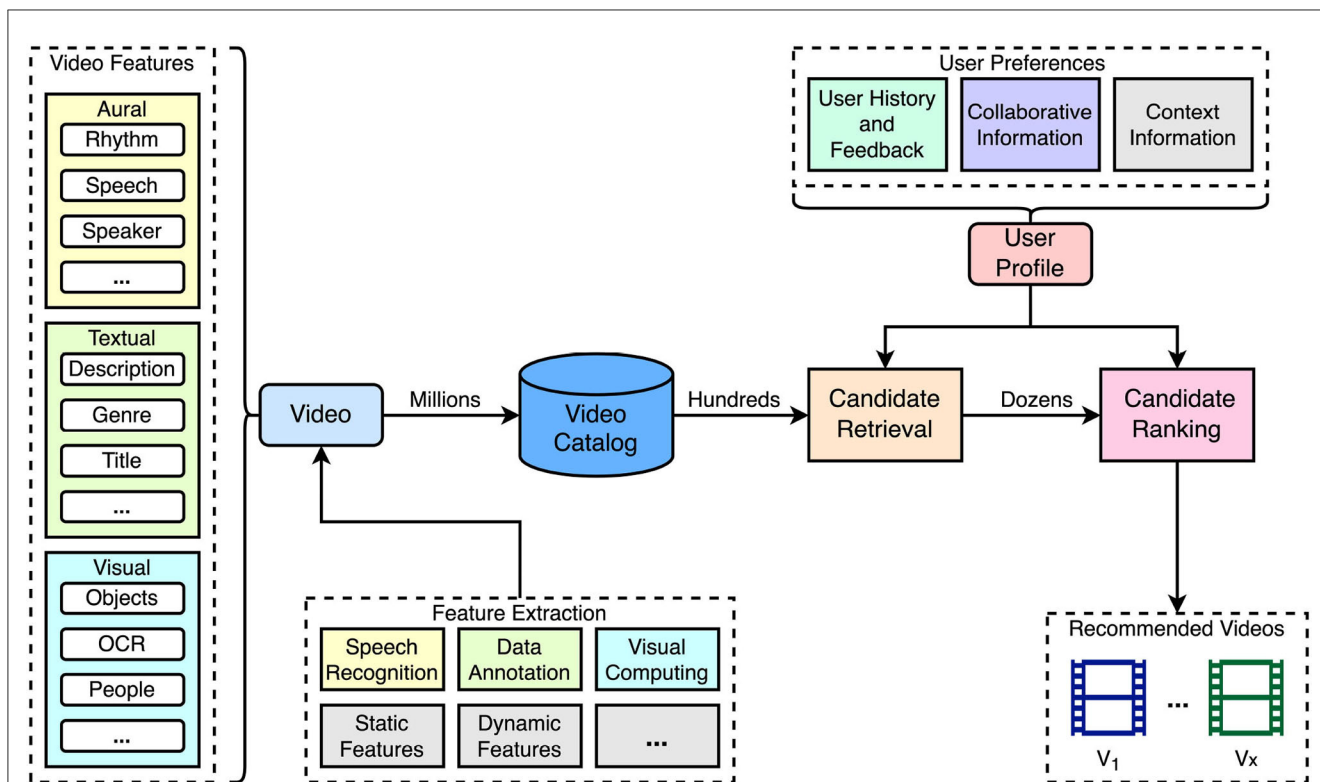 Video Features
Aural
Rhythm
Speech
Speaker
...
Textual
Description
Genre
Title
...
Visual
Objects
OCR
People
...
Video
Millions
Video
Catalog
Hundreds
Feature Extraction
Speech
Recognition
Data
Annotation
Visual
Computing
Static
Features
Dynamic
Features
...
User Preferences
User History
and
Feedback
Collaborative
Information
Context
Information
User
Profile
Candidate
Retrieval
Dozens
Candidate
Ranking
Recommended Videos
...
V1
Vx